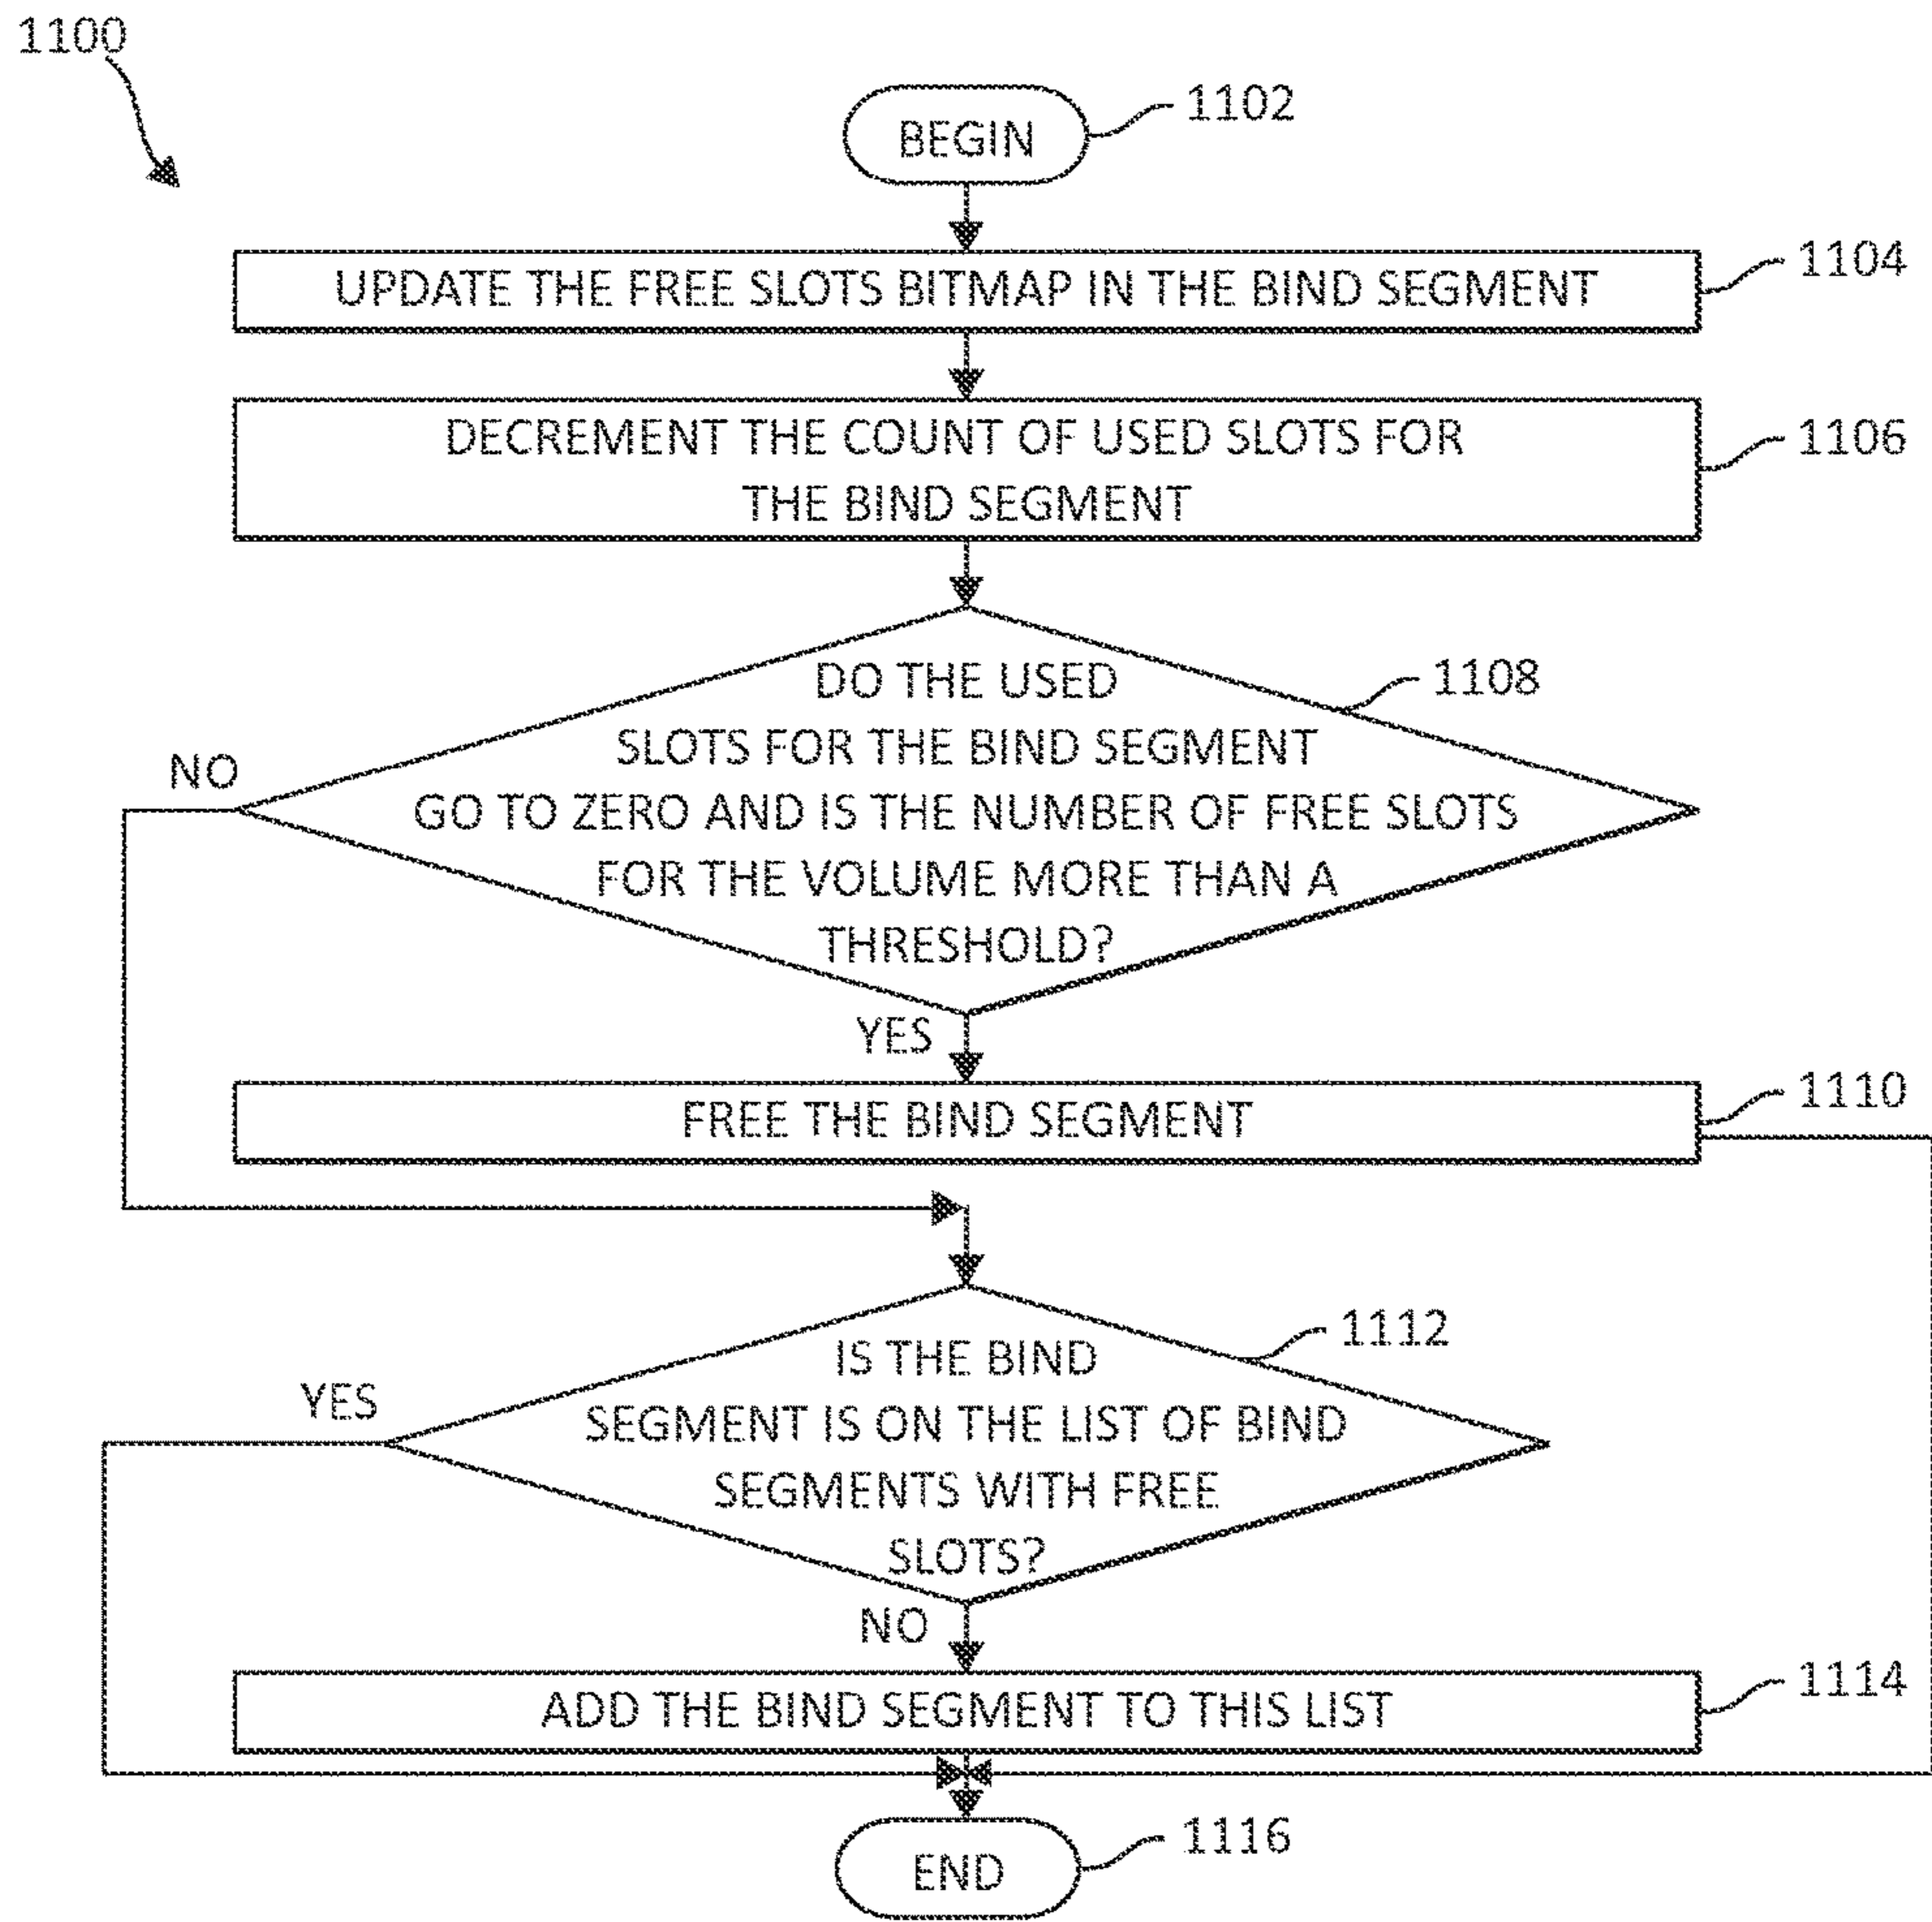 1100
BEGIN
1102
UPDATE THE FREE SLOTS BITMAP IN THE BIND SEGMENT
1104
DECREMENT THE COUNT OF USED SLOTS FOR
THE BIND SEGMENT
1106
DO THE USED
SLOTS FOR THE BIND SEGMENT
GO TO ZERO AND IS THE NUMBER OF FREE SLOTS
FOR THE VOLUME MORE THAN A
THRESHOLD?
1108
NO
YES
FREE THE BIND SEGMENT
1110
IS THE BIND
SEGMENT IS ON THE LIST OF BIND
SEGMENTS WITH FREE
SLOTS?
1112
YES
NO
ADD THE BIND SEGMENT TO THIS LIST
1114
END
1116